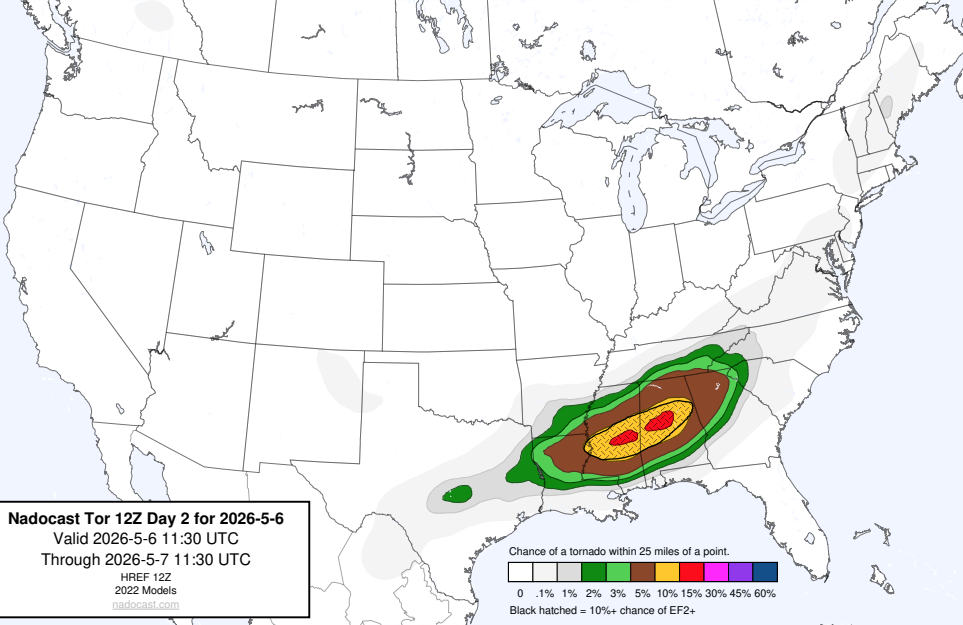 Nadocast Tor 12Z Day 2 for 2026-5-6
Valid 2026-5-6 11:30 UTC
Through 2026-5-7 11:30 UTC
HREF 12Z
2022 Models
nadocast.com
Chance of a tornado within 25 miles of a point.
0 .1% 1% 2% 3% 5% 10% 15% 30% 45% 60%
Black hatched = 10%+ chance of EF2+